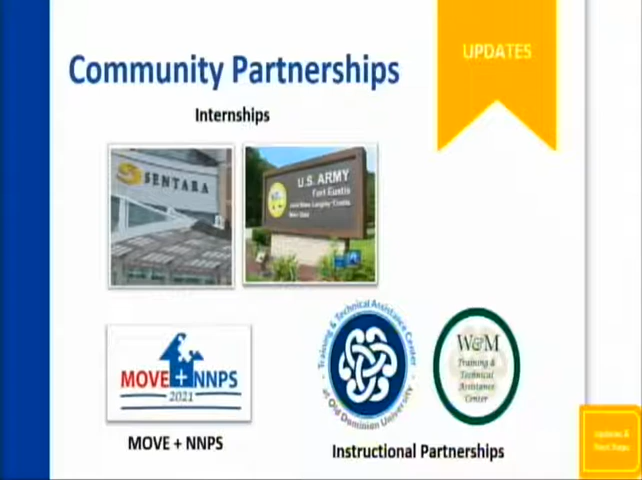 UPDATES
Community Partnerships
Internships
SENTARA
U.S. ARMY
Fort Eustis
MOVE+NNPS
2021
MOVE + NNPS
Training & Technical Assistance Center
at Old Dominion University
W&M
Training &
Technical
Assistance
Center
Instructional Partnerships
Updates &
Next Steps